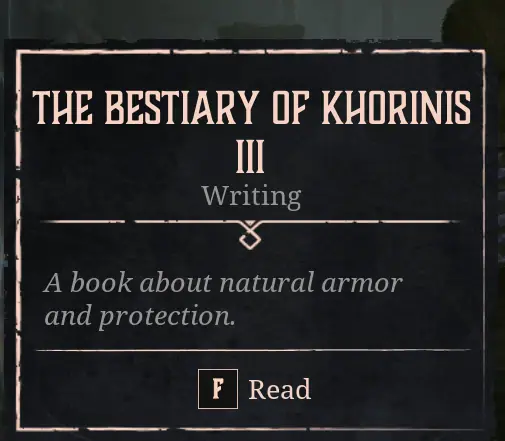 THE BESTIARY OF KHORINIS
III
Writing
A book about natural armor
and protection.
F Read